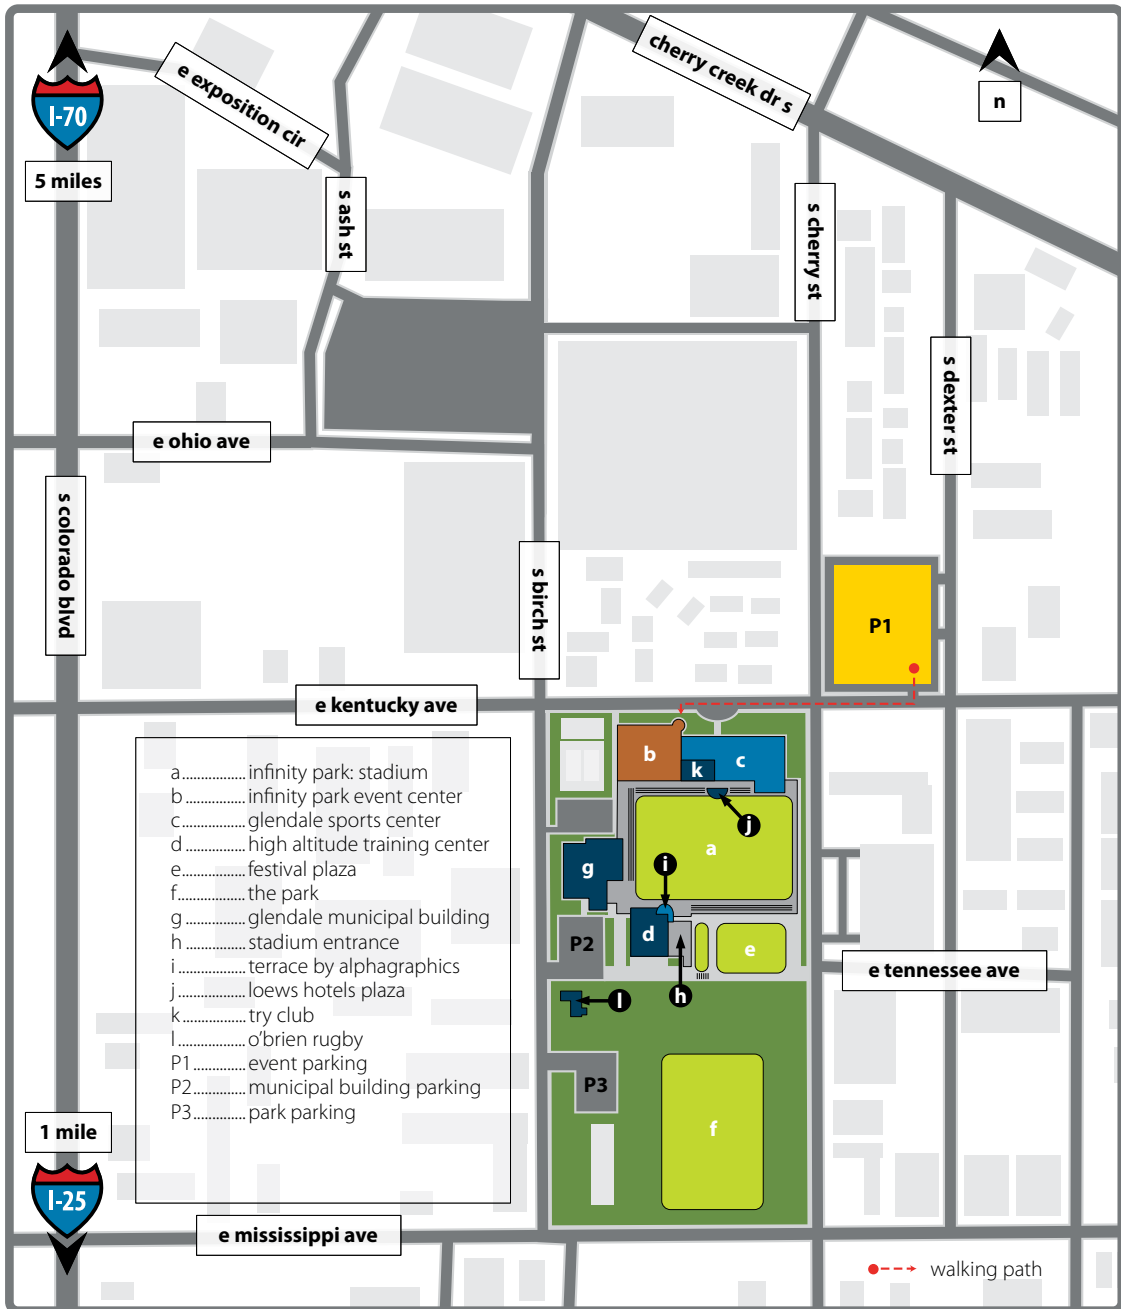 cherry creek dr s
e exposition cir
n
I-70
5 miles
s ash st
s cherry st
s dexter st
e ohio ave
s colorado blvd
s birch st
P1
e kentucky ave
b
k
c
j
a
i
g
d
P2
e
h
l
e tennessee ave
P3
f
a................infinity park: stadium
b................infinity park event center
c................glendale sports center
d................high altitude training center
e................festival plaza
f................the park
g................glendale municipal building
h................stadium entrance
i................terrace by alphagraphics
j................loews hotels plaza
k................try club
l................o'brien rugby
P1..............event parking
P2..............municipal building parking
P3..............park parking
1 mile
I-25
e mississippi ave
walking path